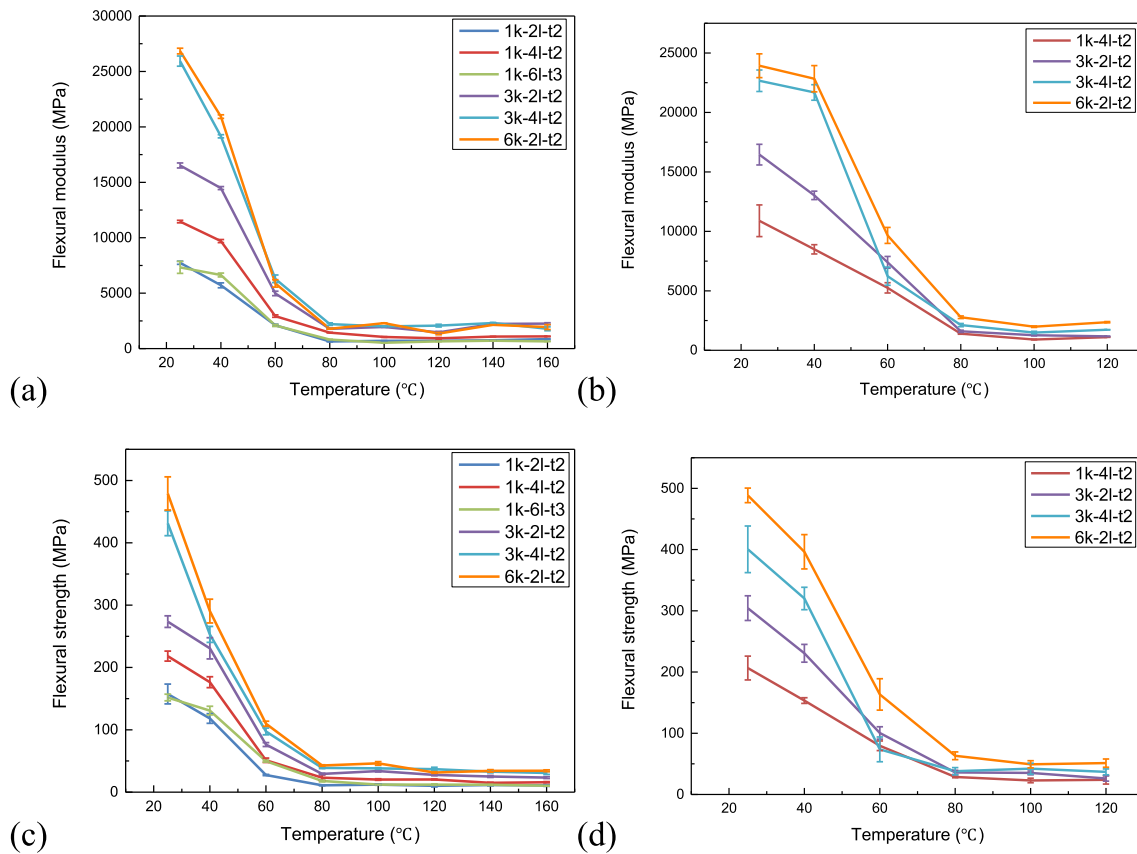 30000
25000
20000
15000
10000
5000
0
Flexural modulus (MPa)
1k-2l-t2
1k-4l-t2
1k-6l-t3
3k-2l-t2
3k-4l-t2
6k-2l-t2
20 40 60 80 100 120 140 160
Temperature (℃)
(a)
25000
20000
15000
10000
5000
0
Flexural modulus (MPa)
1k-4l-t2
3k-2l-t2
3k-4l-t2
6k-2l-t2
20 40 60 80 100 120
Temperature (℃)
(b)
500
400
300
200
100
0
Flexural strength (MPa)
1k-2l-t2
1k-4l-t2
1k-6l-t3
3k-2l-t2
3k-4l-t2
6k-2l-t2
20 40 60 80 100 120 140 160
Temperature (℃)
(c)
500
400
300
200
100
0
Flexural strength (MPa)
1k-4l-t2
3k-2l-t2
3k-4l-t2
6k-2l-t2
20 40 60 80 100 120
Temperature (℃)
(d)